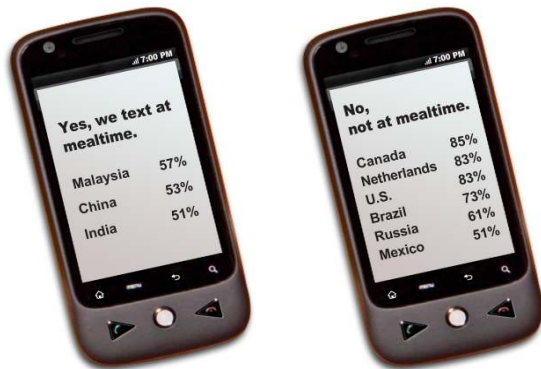 7:00 PM
Yes, we text at
mealtime.
Malaysia 57%
China 53%
India 51%
MENU
7:00 PM
No,
not at mealtime.
Canada 85%
Netherlands 83%
U.S. 83%
Brazil 73%
Russia 61%
Mexico 51%
MENU